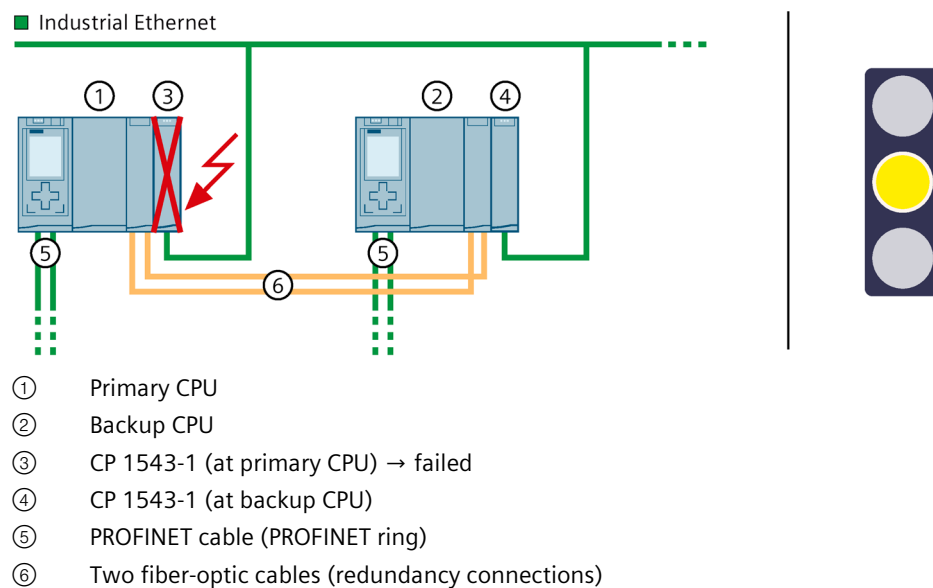 Industrial Ethernet
① ③ ② ④
⑤ ⑤
⑥
① Primary CPU
② Backup CPU
③ CP 1543-1 (at primary CPU) → failed
④ CP 1543-1 (at backup CPU)
⑤ PROFINET cable (PROFINET ring)
⑥ Two fiber-optic cables (redundancy connections)